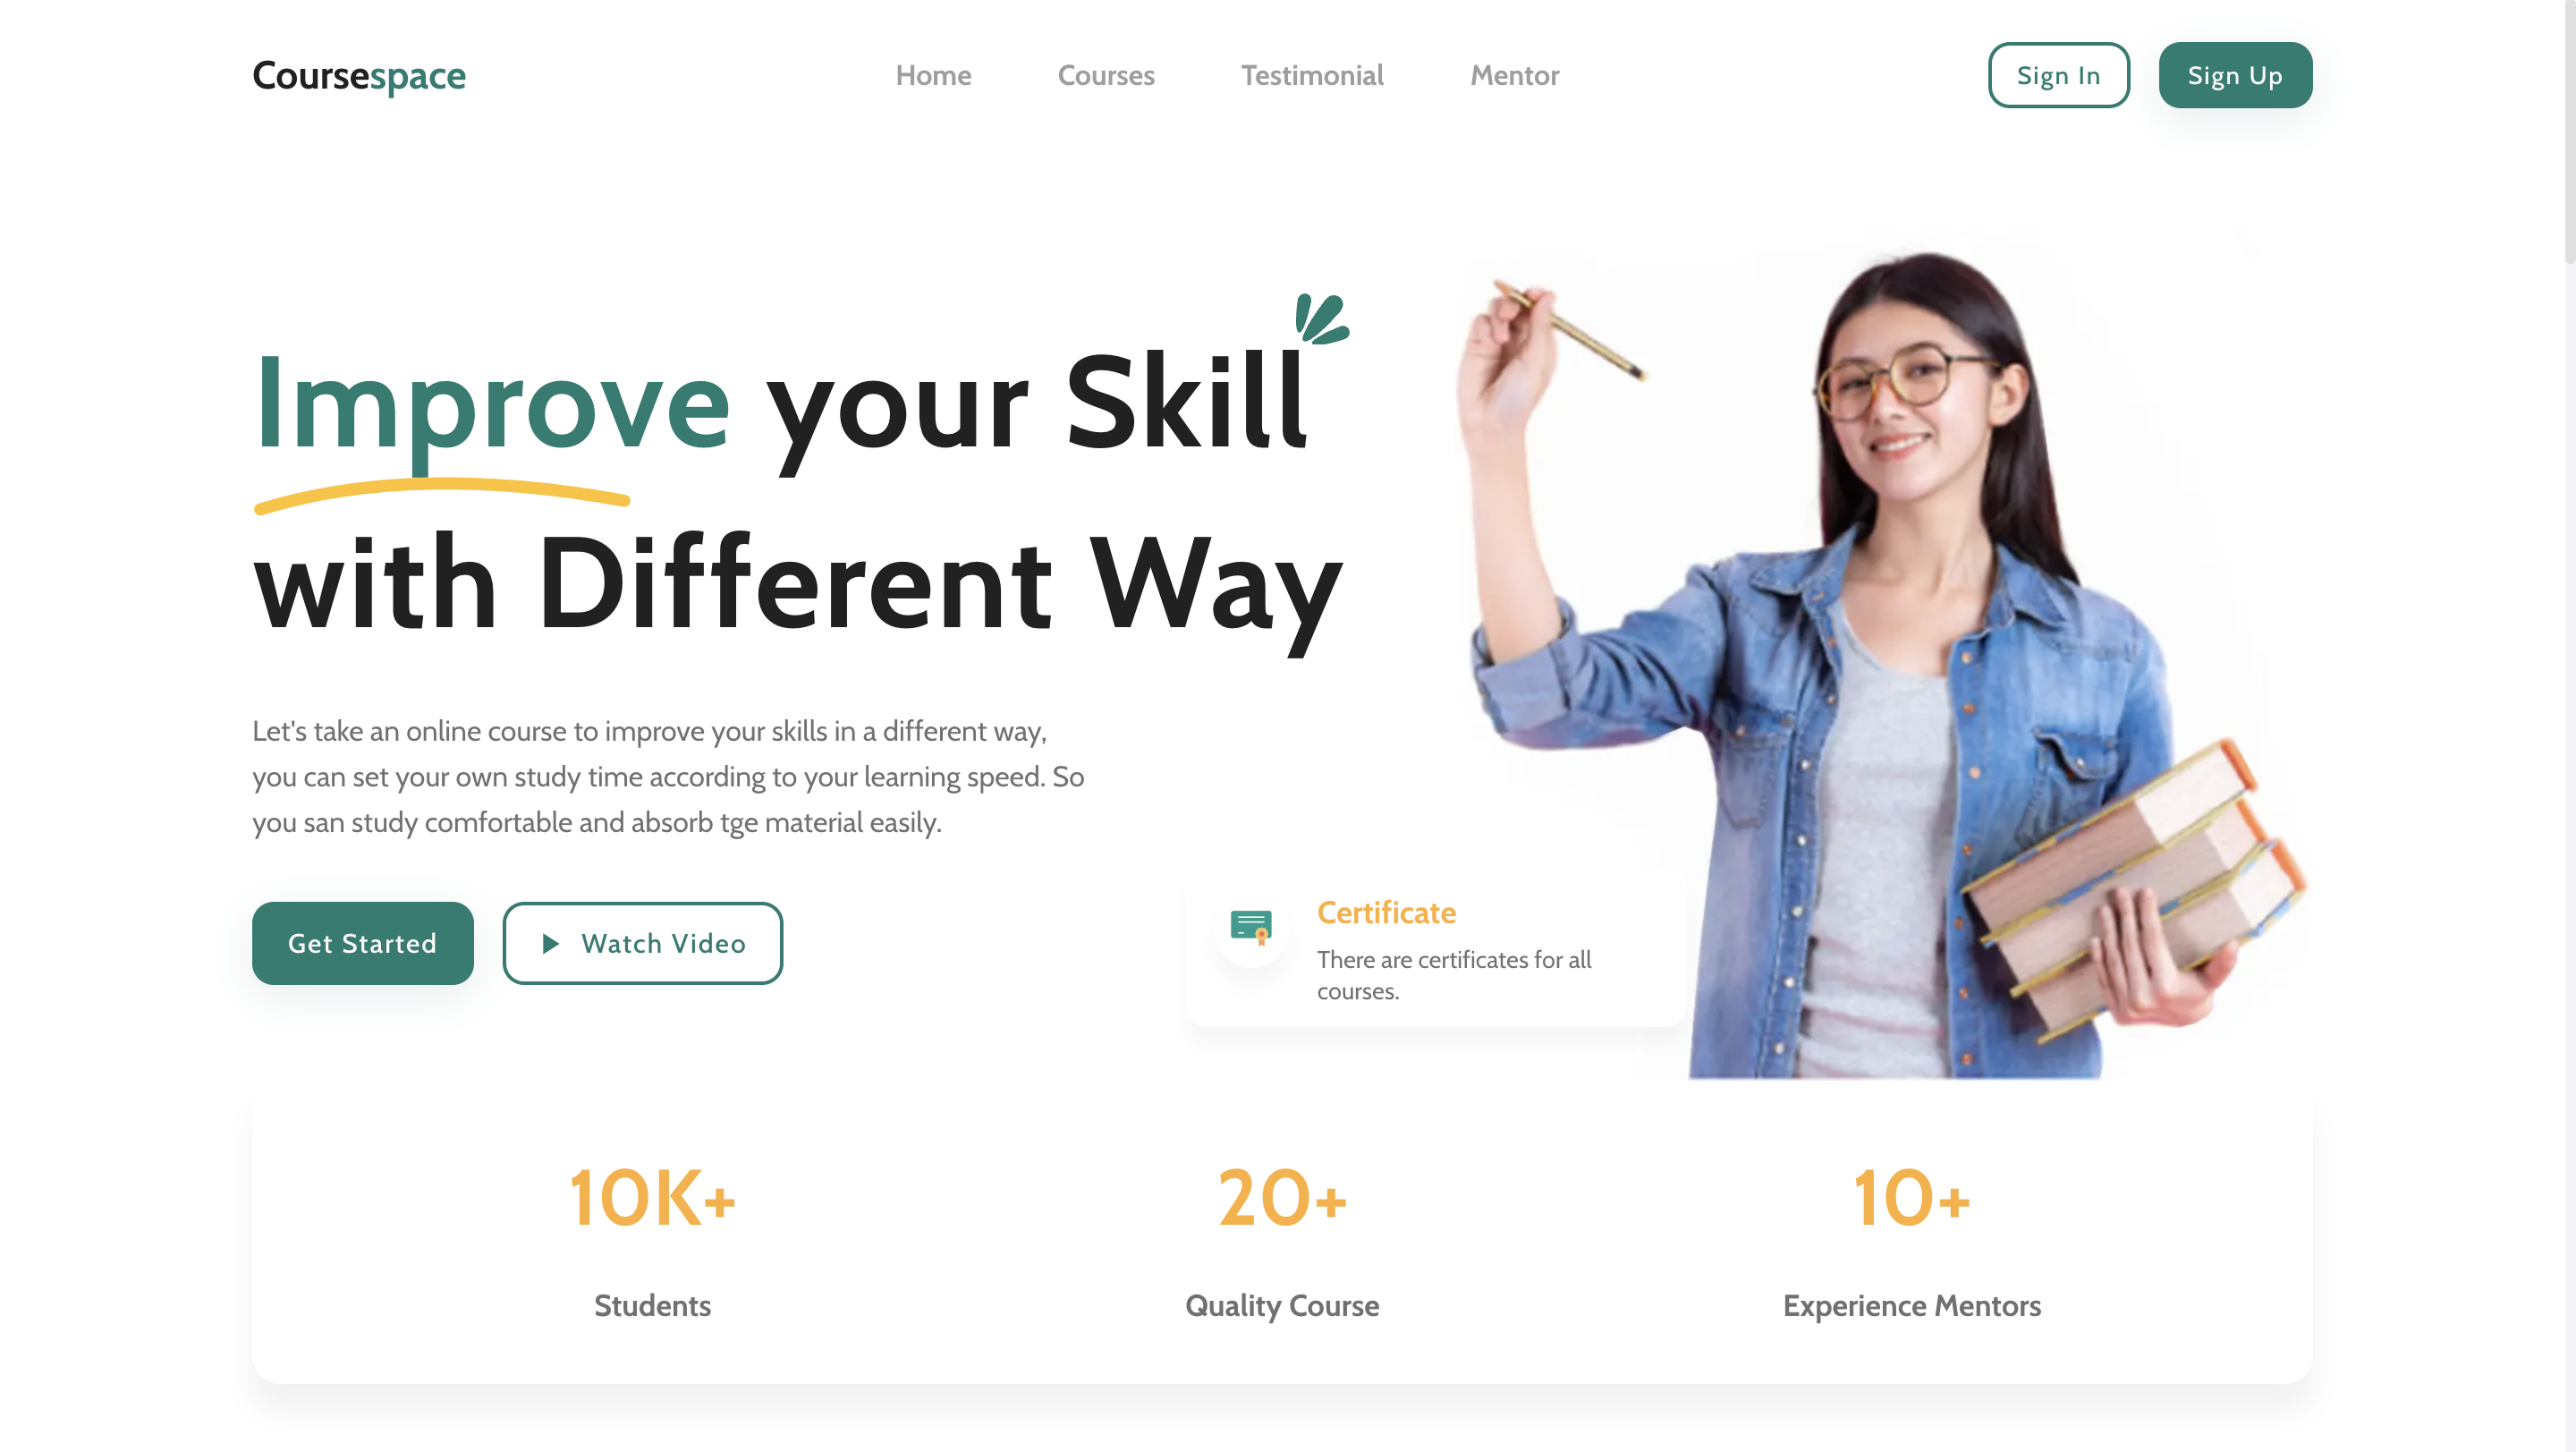 Coursespace
Home
Courses
Testimonial
Mentor
Sign In
Sign Up
Improve your Skill
with Different Way
Let's take an online course to improve your skills in a different way,
you can set your own study time according to your learning speed. So
you san study comfortable and absorb tge material easily.
Get Started
Watch Video
Certificate
There are certificates for all
courses.
10K+
Students
20+
Quality Course
10+
Experience Mentors